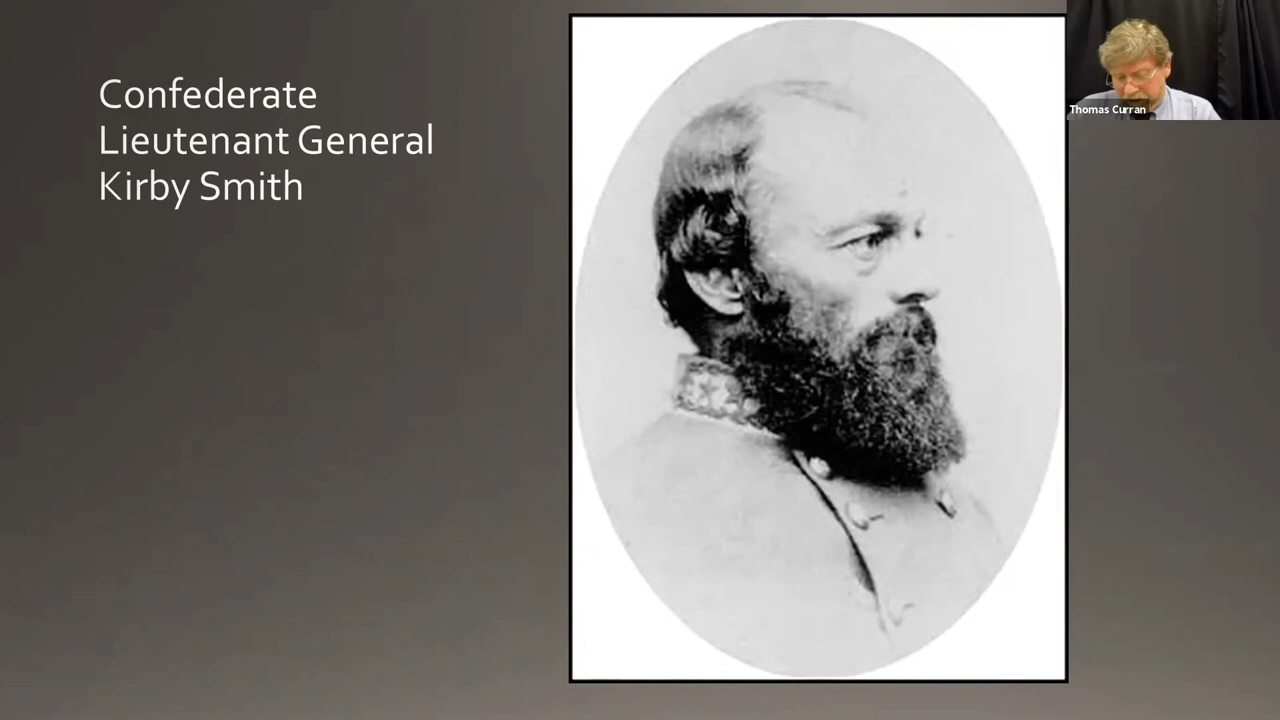 Confederate
Lieutenant General
Kirby Smith
Thomas Curran